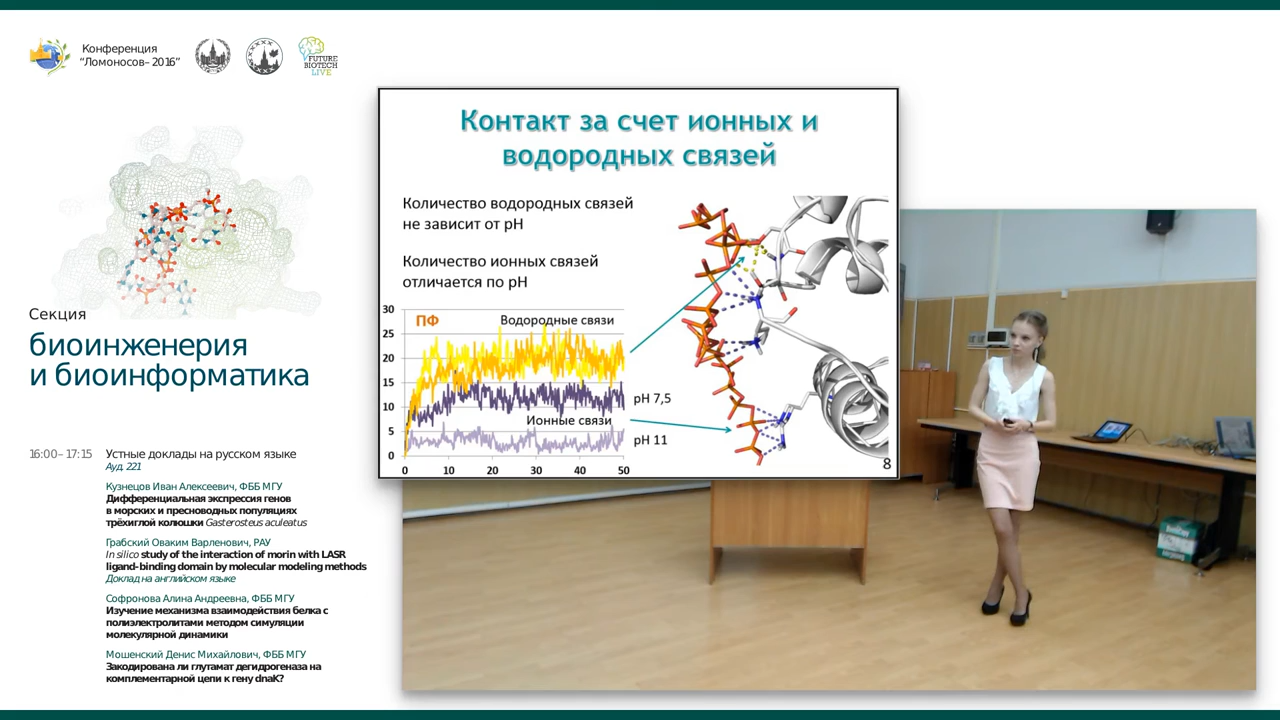 Конференция
“Ломоносов–2016”
FUTURE
BIOTECH
LIVE
Секция
биоинженерия
и биоинформатика
16:00–17:15 Устные доклады на русском языке
Ауд. 221
Кузнецов Иван Алексеевич, ФББ МГУ
Дифференциальная экспрессия генов
в морских и пресноводных популяциях
трёхиглой колюшки Gasterosteus aculeatus
Грабский Оваким Варленович, РАУ
In silico study of the interaction of morin with LASR
ligand-binding domain by molecular modeling methods
Доклад на английском языке
Софронова Алина Андреевна, ФББ МГУ
Изучение механизма взаимодействия белка с
полиэлектролитами методом симуляции
молекулярной динамики
Мошенский Денис Михайлович, ФББ МГУ
Закодирована ли глутамат дегидрогеназа на
комплементарной цепи к гену dnaK?
Контакт за счет ионных и
водородных связей
Количество водородных связей
не зависит от pH
Количество ионных связей
отличается по pH
30
25
20
15
10
5
0
ПФ
Водородные связи
Ионные связи
pH 7,5
pH 11
0 10 20 30 40 50
8